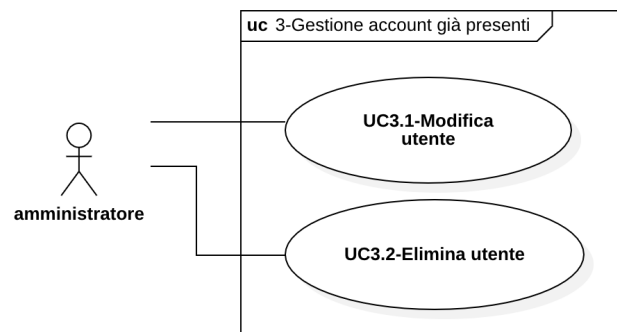 uc 3-Gestione account già presenti
UC3.1-Modifica
utente
amministratore
UC3.2-Elimina utente